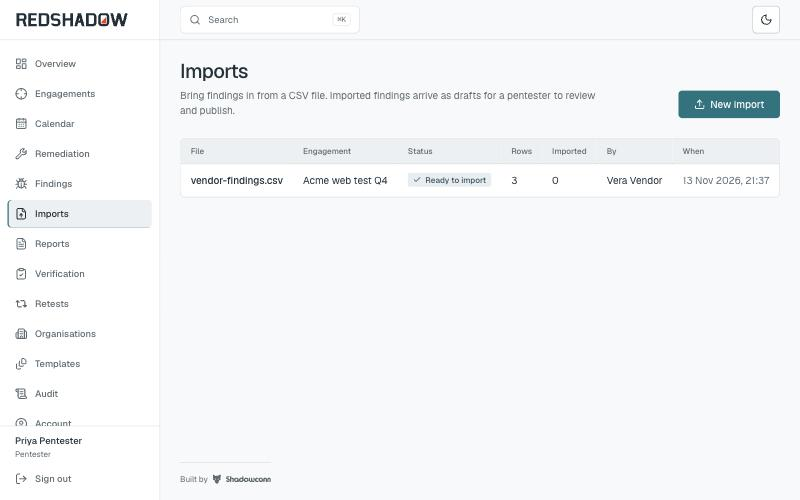 REDSHADOW
Search
⌘K
Overview
Engagements
Calendar
Remediation
Findings
Imports
Reports
Verification
Retests
Organisations
Templates
Audit
Account
Priya Pentester
Pentester
Sign out
Imports
Bring findings in from a CSV file. Imported findings arrive as drafts for a pentester to review
and publish.
New import
File Engagement Status Rows Imported By When
vendor-findings.csv Acme web test Q4 Ready to import 3 0 Vera Vendor 13 Nov 2026, 21:37
Built by Shadowconn